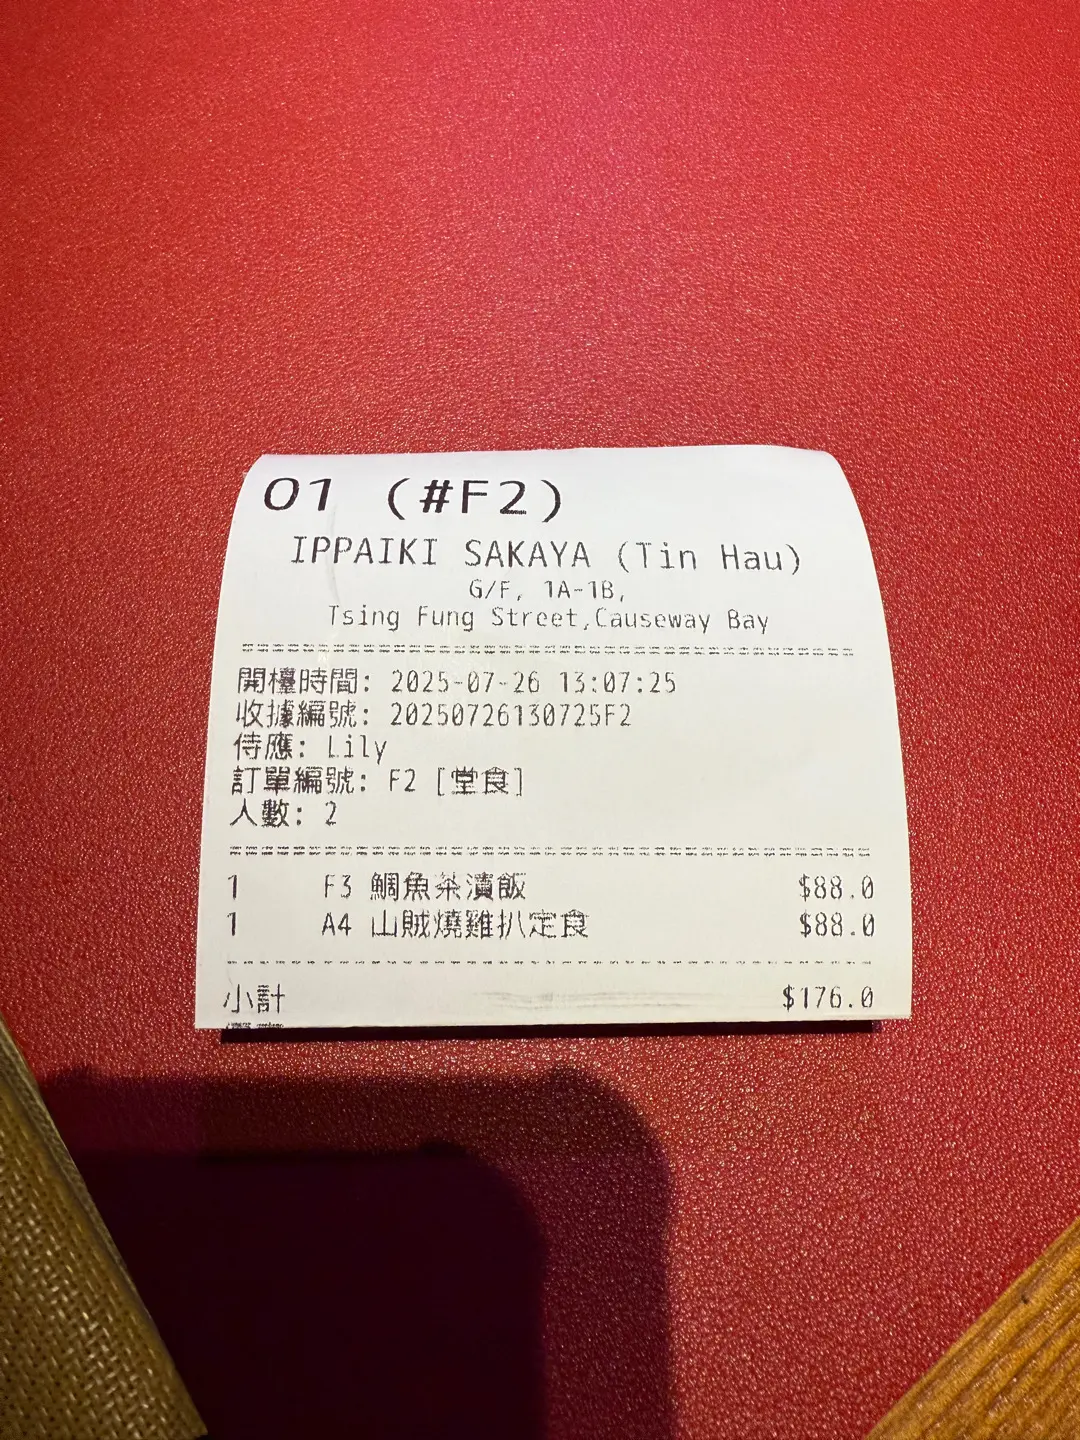 01 (#F2)
IPPAIKI SAKAYA (Tin Hau)
G/F, 1A-1B,
Tsing Fung Street,Causeway Bay
開檯時間: 2025-07-26 13:07:25
收據編號: 20250726130725F2
侍應: Lily
訂單編號: F2 [堂食]
人數: 2
1 F3 鯛魚茶漬飯 $88.0
1 A4 山賊燒雞扒定食 $88.0
小計 $176.0